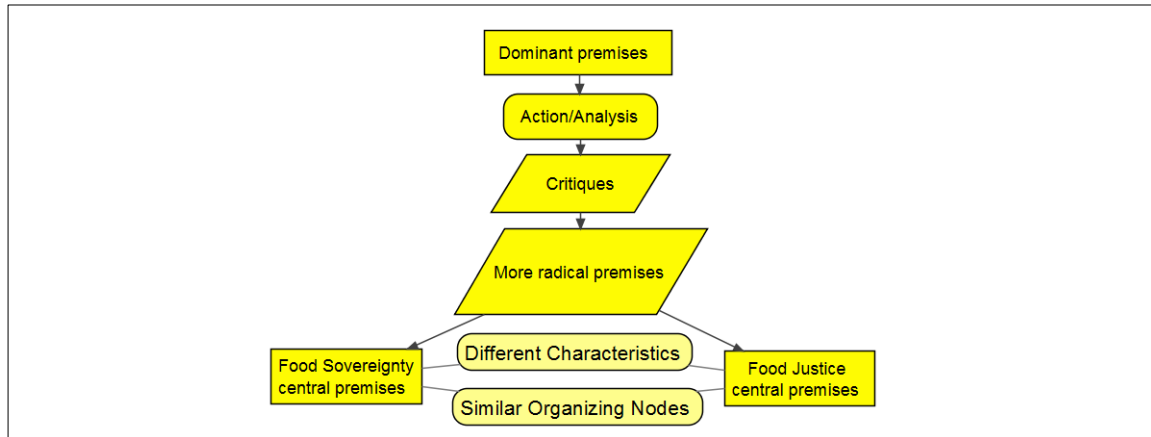 Dominant premises
Action/Analysis
Critiques
More radical premises
Different Characteristics
Food Sovereignty
central premises
Food Justice
central premises
Similar Organizing Nodes